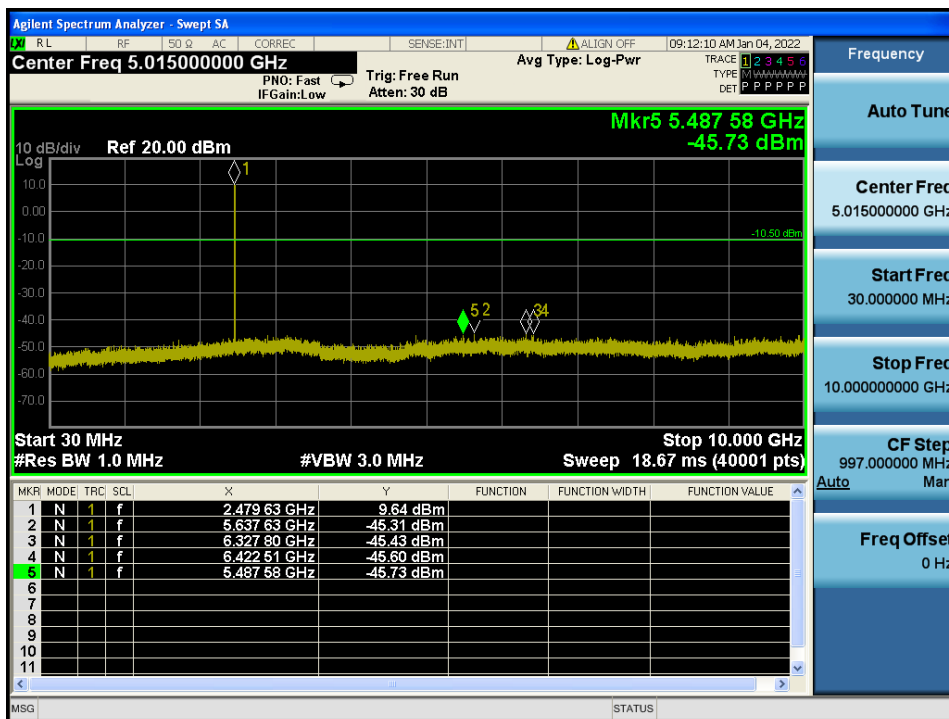 Agilent Spectrum Analyzer - Swept SA
LXI RL RF 50 Ω AC CORREC SENSE:INT ALIGN OFF 09:12:10 AM Jan 04, 2022
Center Freq 5.015000000 GHz
PNO: Fast
IFGain:Low
Trig: Free Run
Atten: 30 dB
Avg Type: Log-Pwr
TRACE 1 2 3 4 5 6
TYPE M
DET P P P P P P
Mkr5 5.487 58 GHz
-45.73 dBm
10 dB/div Ref 20.00 dBm
Log
10.0
0.00
-10.0
-20.0
-30.0
-40.0
-50.0
-60.0
-70.0
1
-10.50 dBm
5 2
3 4
Start 30 MHz Stop 10.000 GHz
#Res BW 1.0 MHz #VBW 3.0 MHz Sweep 18.67 ms (40001 pts)
MKR MODE TRC SCL X Y FUNCTION FUNCTION WIDTH FUNCTION VALUE
1 N 1 f 2.479 63 GHz 9.64 dBm
2 N 1 f 5.637 63 GHz -45.31 dBm
3 N 1 f 6.327 80 GHz -45.43 dBm
4 N 1 f 6.422 51 GHz -45.60 dBm
5 N 1 f 5.487 58 GHz -45.73 dBm
6
7
8
9
10
11
MSG STATUS
Frequency
Auto Tune
Center Freq
5.015000000 GHz
Start Freq
30.000000 MHz
Stop Freq
10.000000000 GHz
CF Step
997.000000 MHz
Auto Man
Freq Offset
0 Hz